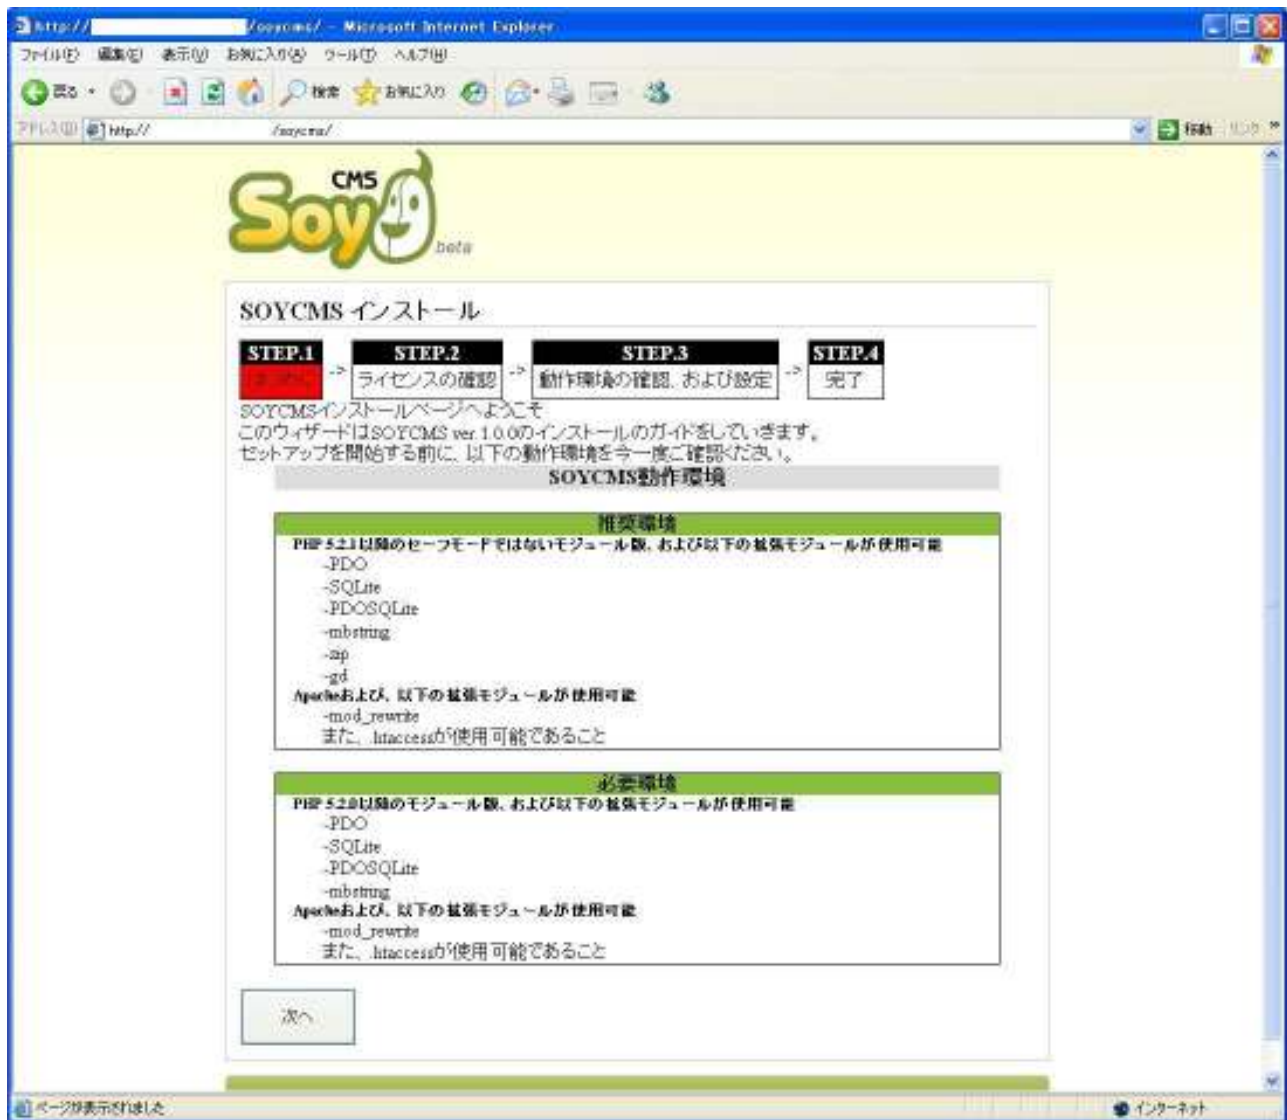 http:// /soycms/ - Microsoft Internet Explorer
ファイル(F) 編集(E) 表示(V) お気に入り(A) ツール(T) ヘルプ(H)
戻る 検索 お気に入り
アドレス(D) http:// /soycms/ 移動 リンク »
CMS
Soy
beta
SOYCMS インストール
STEP.1 -> STEP.2 -> STEP.3 -> STEP.4
ライセンスの確認 動作環境の確認、および設定 完了
SOYCMSインストールページへようこそ
このウィザードはSOYCMS ver.1.0.0のインストールのガイドをしていきます。
セットアップを開始する前に、以下の動作環境を今一度ご確認ください。
SOYCMS動作環境
推奨環境
PHP 5.2.1以降のセーフモードではないモジュール版、および以下の拡張モジュールが使用可能
-PDO
-SQLite
-PDOSQLite
-mbstring
-zip
-gd
Apacheおよび、以下の拡張モジュールが使用可能
-mod_rewrite
また、.htaccessが使用可能であること
必要環境
PHP 5.2.0以降のモジュール版、および以下の拡張モジュールが使用可能
-PDO
-SQLite
-PDOSQLite
-mbstring
Apacheおよび、以下の拡張モジュールが使用可能
-mod_rewrite
また、.htaccessが使用可能であること
次へ
ページが表示されました インターネット